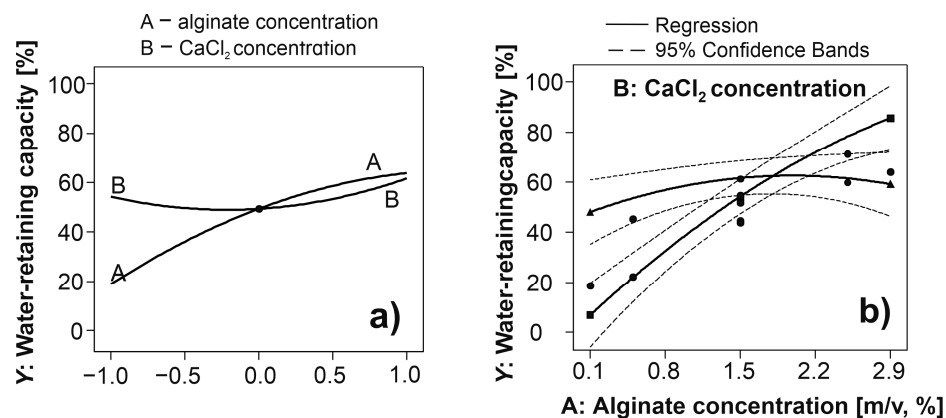 A – alginate concentration
B – CaCl₂ concentration
Y: Water-retaining capacity [%]
100
80
60
40
20
0
B
A
A
B
a)
−1.0 −0.5 0.0 0.5 1.0
Regression
95% Confidence Bands
Y: Water-retainingcapacity [%]
B: CaCl₂ concentration
100
80
60
40
20
0
b)
0.1 0.8 1.5 2.2 2.9
A: Alginate concentration [m/v, %]